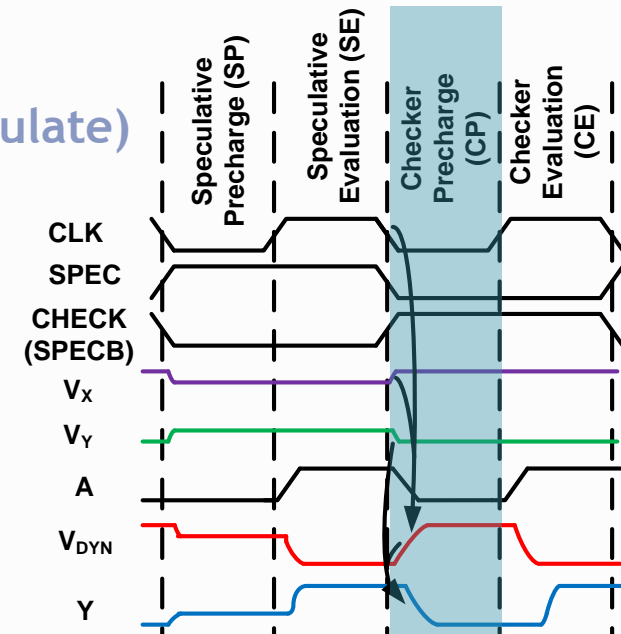 ulate)
Speculative
Precharge (SP)
Speculative
Evaluation (SE)
Checker
Precharge
(CP)
Checker
Evaluation
(CE)
CLK
SPEC
CHECK
(SPECB)
VX
VY
A
VDYN
Y